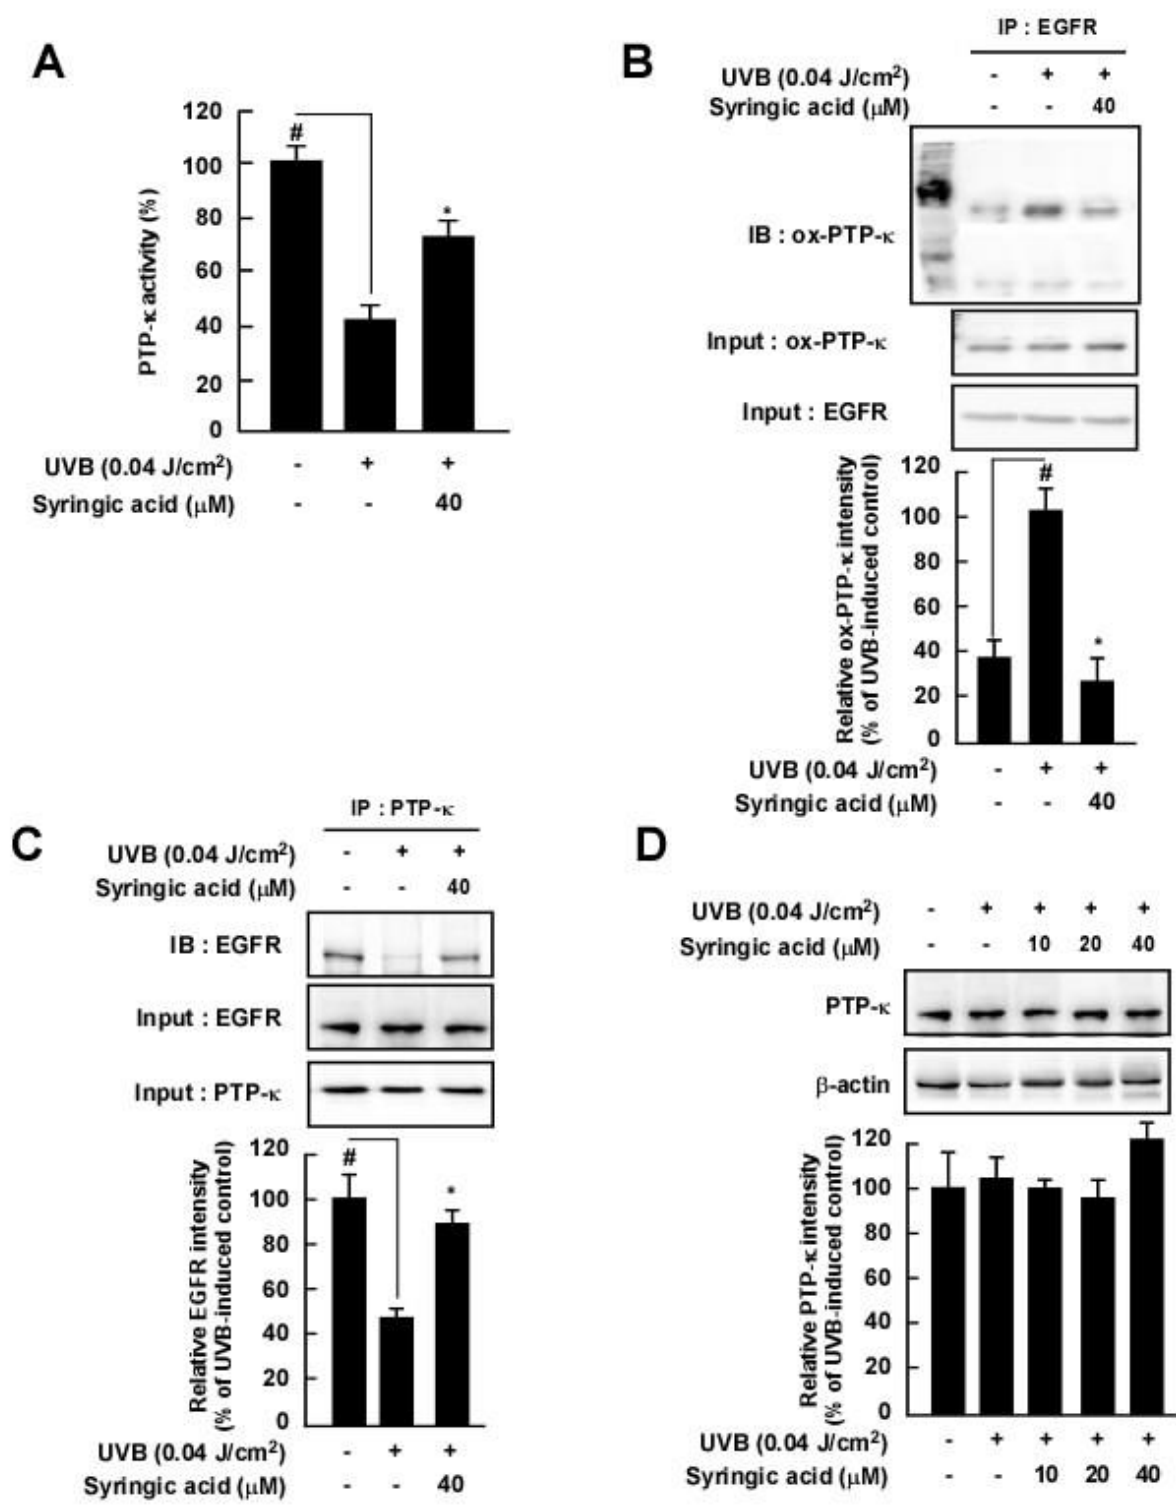 A
120
100
80
60
40
20
0
PTP-κ activity (%)
#
*
UVB (0.04 J/cm²) - + +
Syringic acid (μM) - - 40
B
IP : EGFR
UVB (0.04 J/cm²) - + +
Syringic acid (μM) - - 40
IB : ox-PTP-κ
Input : ox-PTP-κ
Input : EGFR
Relative ox-PTP-κ intensity
(% of UVB-induced control)
120
100
80
60
40
20
0
#
*
UVB (0.04 J/cm²) - + +
Syringic acid (μM) - - 40
C
IP : PTP-κ
UVB (0.04 J/cm²) - + +
Syringic acid (μM) - - 40
IB : EGFR
Input : EGFR
Input : PTP-κ
Relative EGFR intensity
(% of UVB-induced control)
120
100
80
60
40
20
0
#
*
UVB (0.04 J/cm²) - + +
Syringic acid (μM) - - 40
D
UVB (0.04 J/cm²) - + + + +
Syringic acid (μM) - - 10 20 40
PTP-κ
β-actin
Relative PTP-κ intensity
(% of UVB-induced control)
120
100
80
60
40
20
0
UVB (0.04 J/cm²) - + + + +
Syringic acid (μM) - - 10 20 40